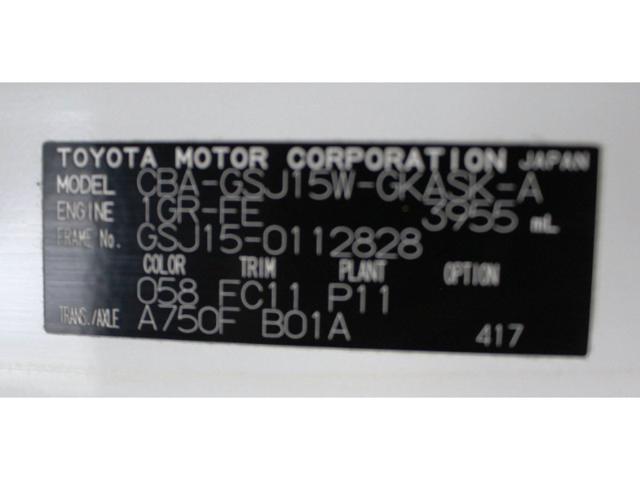 TOYOTA MOTOR CORPORATION JAPAN
MODEL CBA-GSJ15W-GKASK-A
ENGINE 1GR-FE 3955 mL
FRAME No. GSJ15-0112828
COLOR TRIM PLANT OPTION
058 FC11 P11
TRANS./AXLE A750F B01A 417